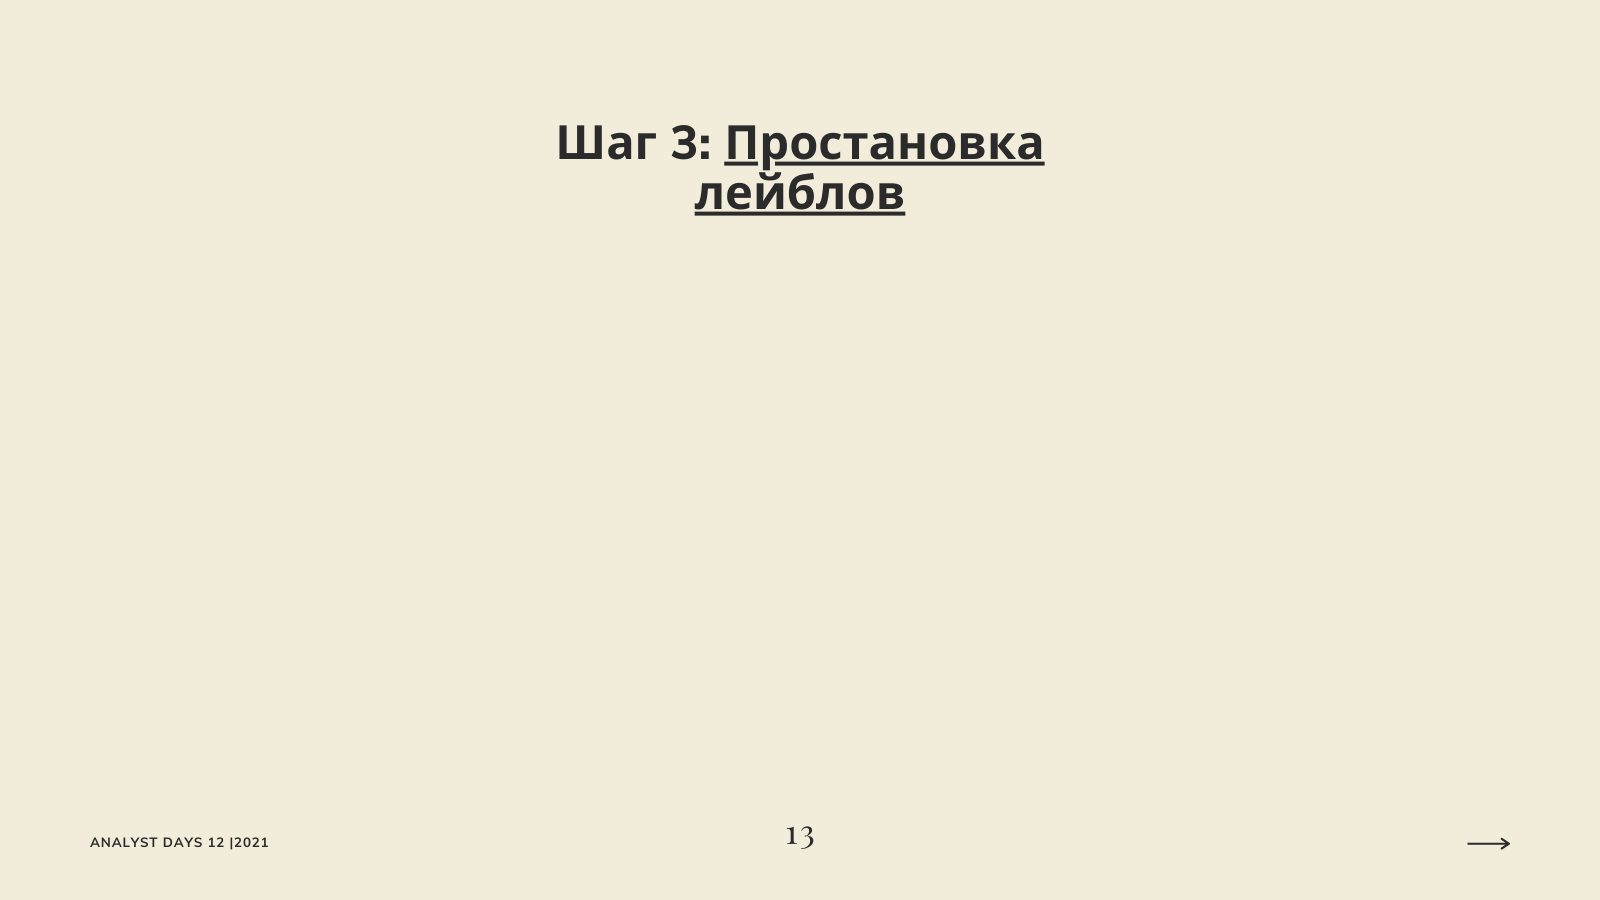 Шаг 3: Простановка
лейблов
ANALYST DAYS 12 |2021
13